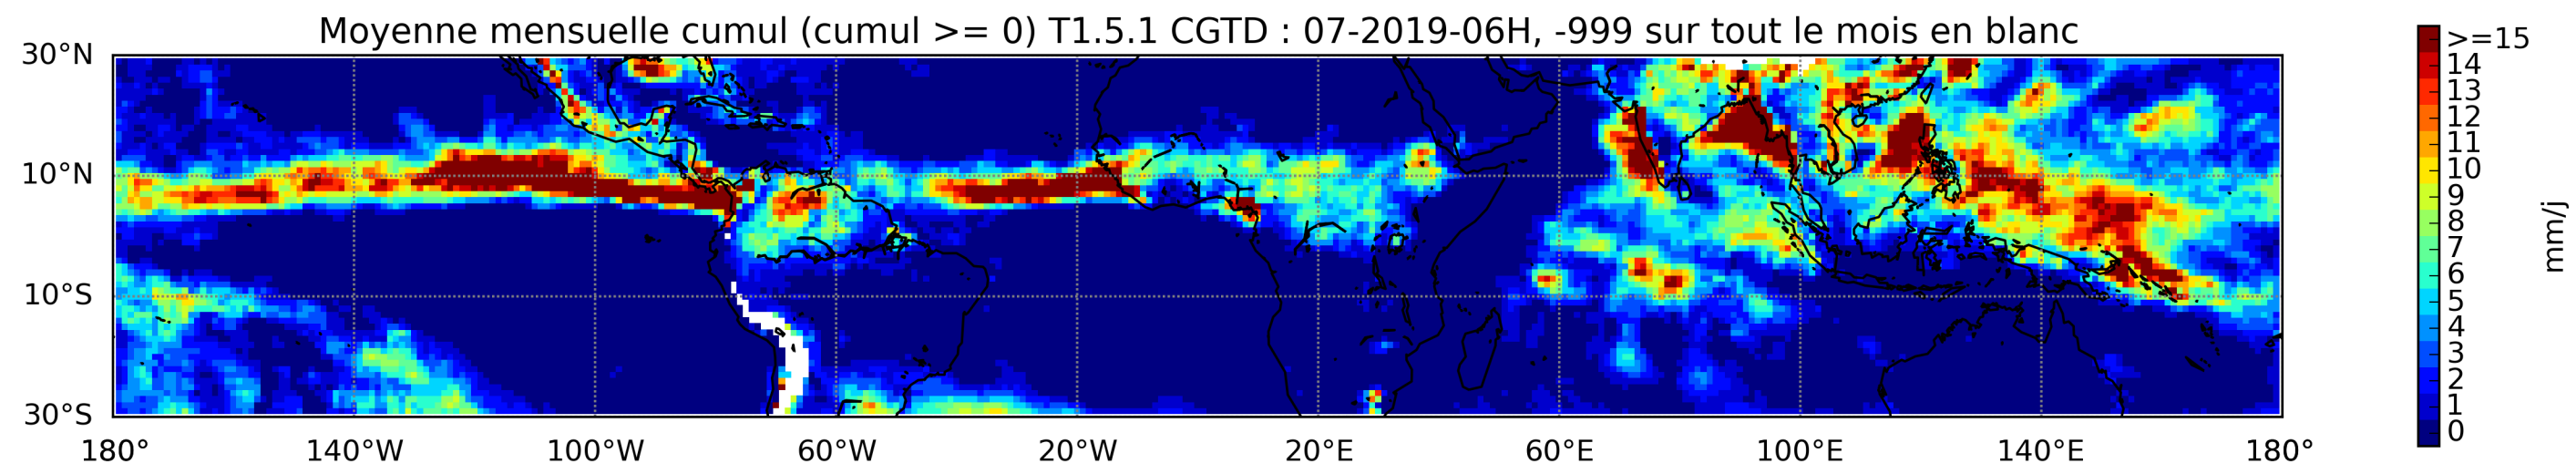 Moyenne mensuelle cumul (cumul >= 0) T1.5.1 CGTD : 07-2019-06H, -999 sur tout le mois en blanc
30°N
10°N
10°S
30°S
180°
140°W
100°W
60°W
20°W
20°E
60°E
100°E
140°E
180°
>=15
14
13
12
11
10
9
8
7
6
5
4
3
2
1
0
mm/j